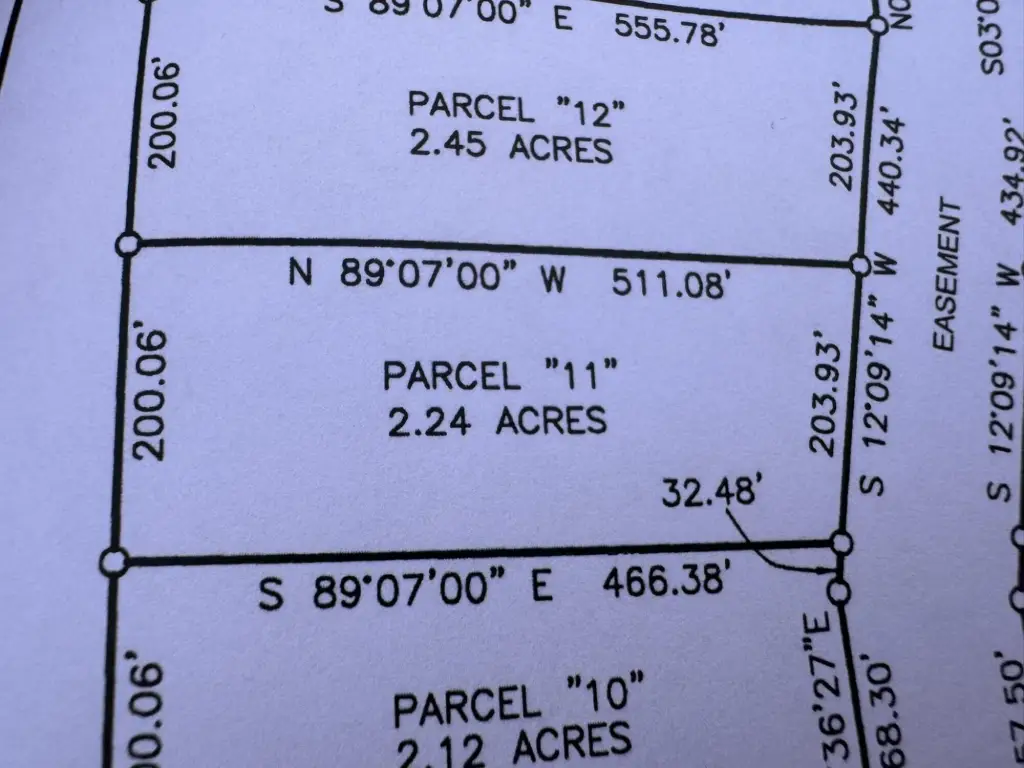 S 89°07'00" E 555.78'
200.06'
PARCEL "12"
2.45 ACRES
203.93'
N 89°07'00" W 511.08'
200.06'
PARCEL "11"
2.24 ACRES
203.93'
S 12°09'14" W 440.34'
EASEMENT
S 12°09'14" W 434.92'
32.48'
S 89°07'00" E 466.38'
PARCEL "10"
2.12 ACRES
36'27"E
68.30'
57.50'